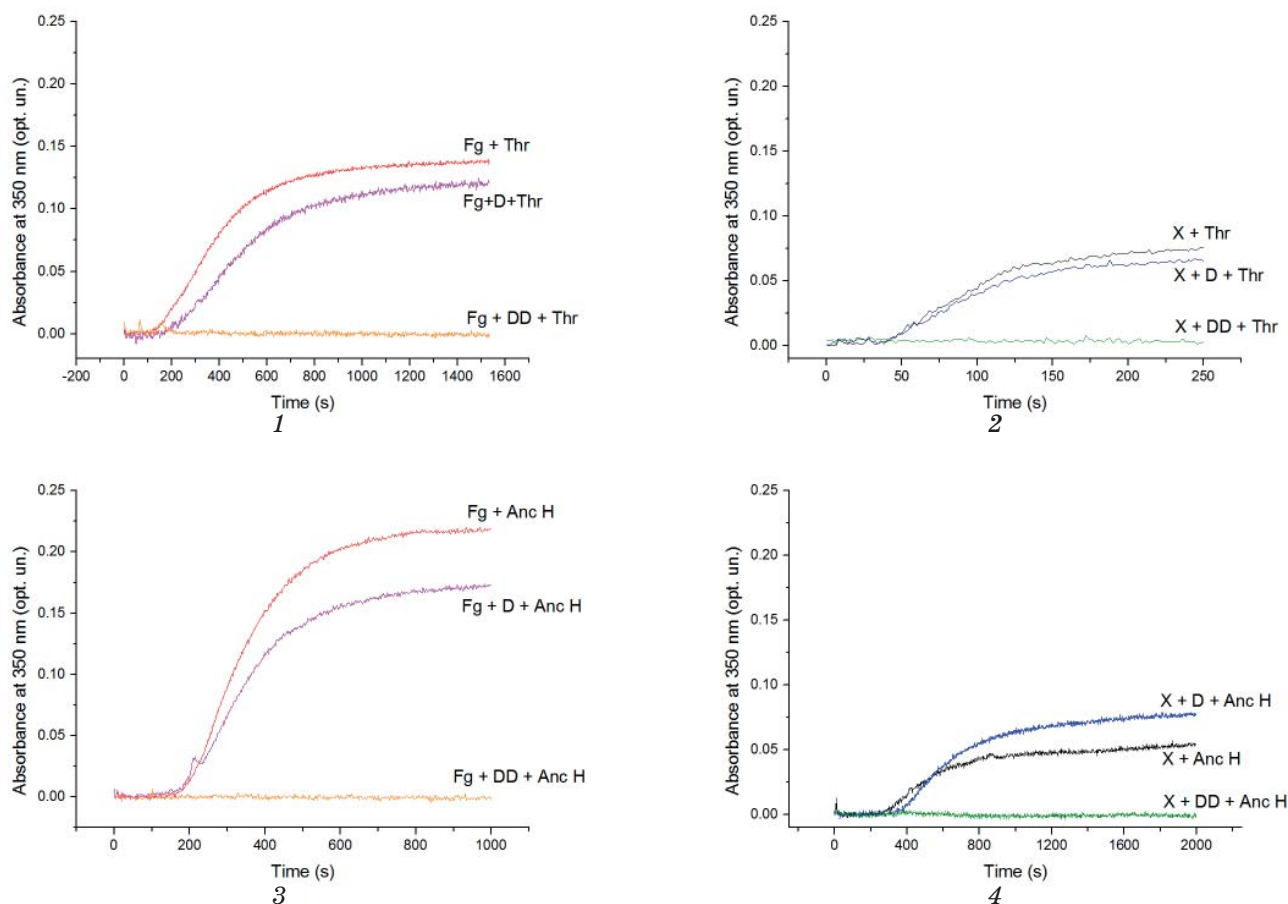 0.25
0.20
0.15
0.10
0.05
0.00
Absorbance at 350 nm (opt. un.)
Fg + Thr
Fg+D+Thr
Fg + DD + Thr
-200 0 200 400 600 800 1000 1200 1400 1600
Time (s)
1
0.25
0.20
0.15
0.10
0.05
0.00
Absorbance at 350 nm (opt. un.)
X + Thr
X + D + Thr
X + DD + Thr
0 50 100 150 200 250
Time (s)
2
0.25
0.20
0.15
0.10
0.05
0.00
Absorbance at 350 nm (opt. un.)
Fg + Anc H
Fg + D + Anc H
Fg + DD + Anc H
0 200 400 600 800 1000
Time (s)
3
0.25
0.20
0.15
0.10
0.05
0.00
Absorbance at 350 nm (opt. un.)
X + D + Anc H
X + Anc H
X + DD + Anc H
0 400 800 1200 1600 2000
Time (s)
4